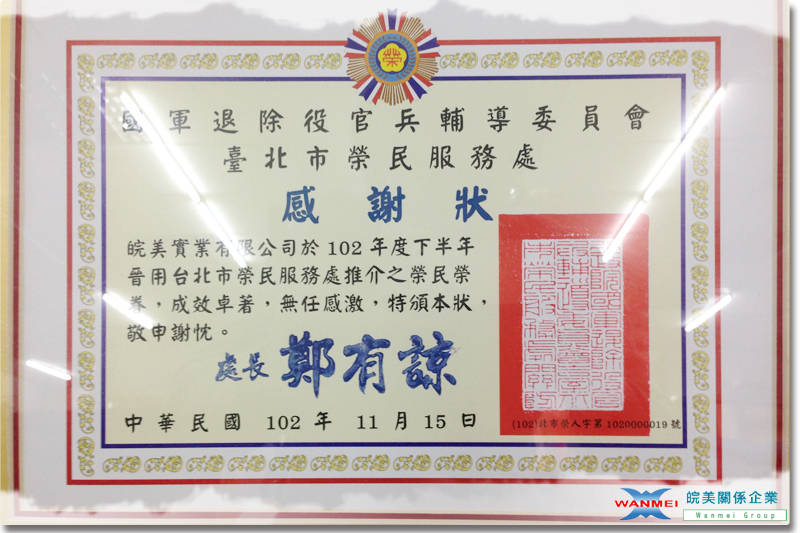 榮
國軍退除役官兵輔導委員會
臺北市榮民服務處
感謝狀
皖美實業有限公司於102年度下半年
晉用台北市榮民服務處推介之榮民榮
眷，成效卓著，無任感激，特頒本狀，
敬申謝忱。
處長 鄭有諒
中華民國 102 年 11 月 15 日
(102)北市榮人字第1020000019號
WANMEI 皖美關係企業
Wanmei Group